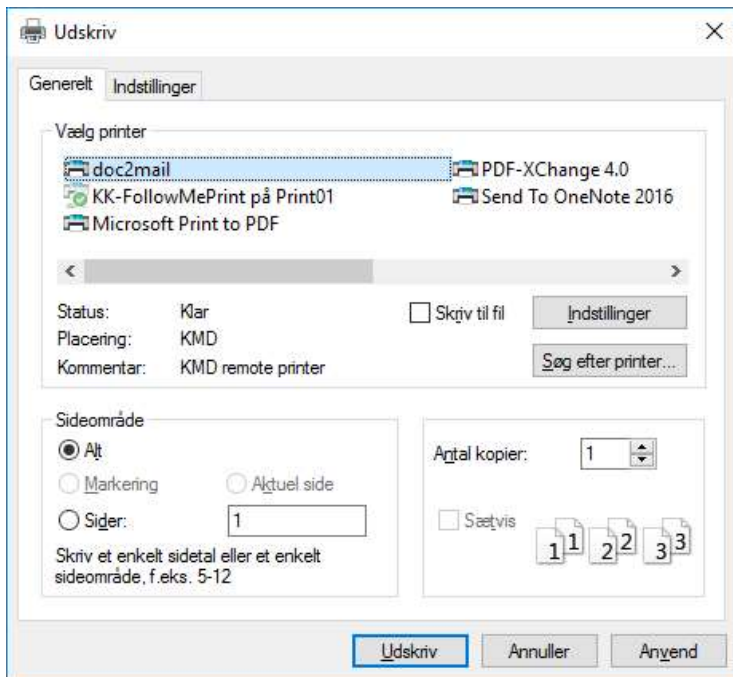 Udskriv
Generelt Indstillinger
Vælg printer
doc2mail PDF-XChange 4.0
KK-FollowMePrint på Print01 Send To OneNote 2016
Microsoft Print to PDF
Status: Klar Skriv til fil Indstillinger
Placering: KMD
Kommentar: KMD remote printer Søg efter printer...
Sideområde
Alt Antal kopier: 1
Markering Aktuel side
Sider: 1 Sætvis
1 1 2 2 3 3
Skriv et enkelt sidetal eller et enkelt
sideområde, f.eks. 5-12
Udskriv Annuller Anvend